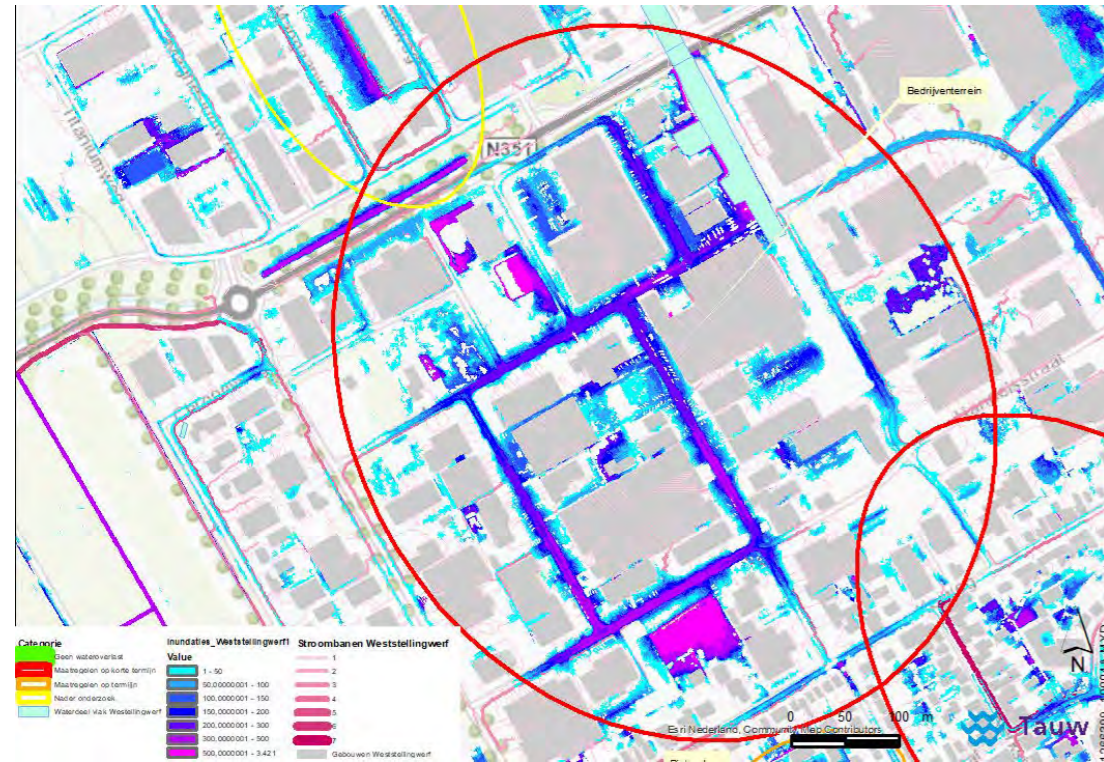 Bedrijventerrein
N351
Titaniumweg
Categorie
Geen wateroverlast
Maatregelen op korte termijn
Maatregelen op termijn
Nader onderzoek
Waterdeel vlak Weststellingwerf
Inundaties_Weststellingwerf1
Value
1 - 50
50,00000001 - 100
100,0000001 - 150
150,0000001 - 200
200,0000001 - 300
300,0000001 - 500
500,0000001 - 3.421
Stroombanen Weststellingwerf
1
2
3
4
5
6
7
Gebouwen Weststellingwerf
Esri Nederland, Community Map Contributors
0 50 100 m
N
Tauw